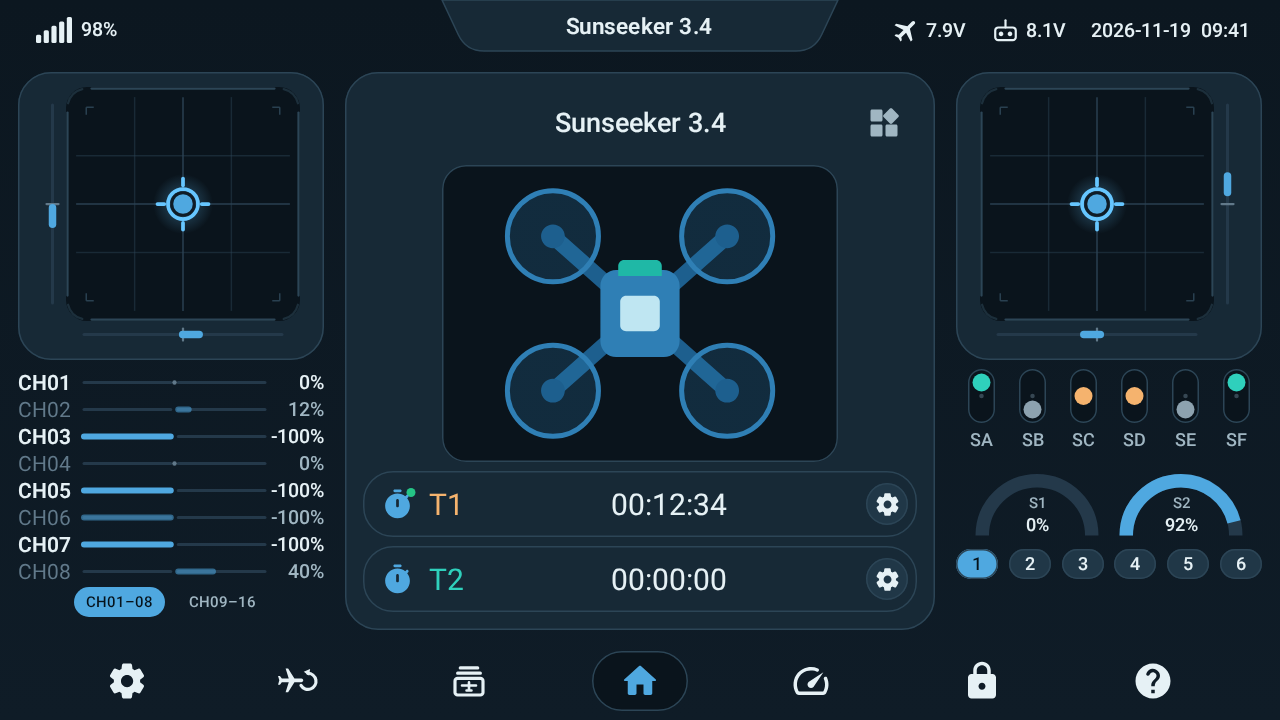 98%
Sunseeker 3.4
7.9V
8.1V
2026-11-19 09:41
Sunseeker 3.4
CH01 0%
CH02 12%
CH03 -100%
CH04 0%
CH05 -100%
CH06 -100%
CH07 -100%
CH08 40%
CH01–08 CH09–16
T1 00:12:34
T2 00:00:00
SA SB SC SD SE SF
S1 S2
0% 92%
1 2 3 4 5 6